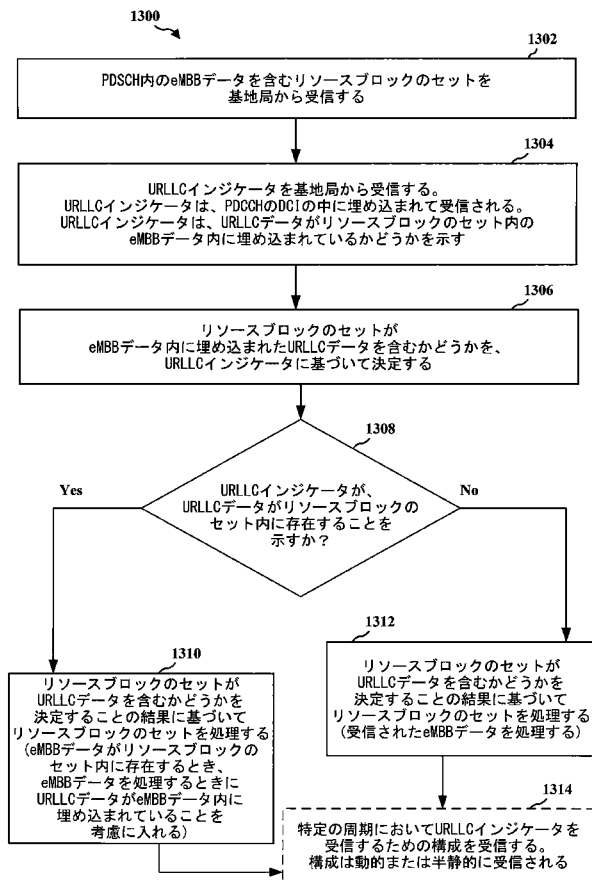 1300
1302
PDSCH内のeMBBデータを含むリソースブロックのセットを
基地局から受信する
1304
URLLCインジケータを基地局から受信する。
URLLCインジケータは、PDCCHのDCIの中に埋め込まれて受信される。
URLLCインジケータは、URLLCデータがリソースブロックのセット内の
eMBBデータ内に埋め込まれているかどうかを示す
1306
リソースブロックのセットが
eMBBデータ内に埋め込まれたURLLCデータを含むかどうかを、
URLLCインジケータに基づいて決定する
1308
URLLCインジケータが、
URLLCデータがリソースブロックの
セット内に存在することを
示すか？
Yes
No
1310
リソースブロックのセットが
URLLCデータを含むかどうかを
決定することの結果に基づいて
リソースブロックのセットを処理する
(eMBBデータがリソースブロックの
セット内に存在するとき、
eMBBデータを処理するときに
URLLCデータがeMBBデータ内に
埋め込まれていることを
考慮に入れる)
1312
リソースブロックのセットが
URLLCデータを含むかどうかを
決定することの結果に基づいて
リソースブロックのセットを処理する
(受信されたeMBBデータを処理する)
1314
特定の周期においてURLLCインジケータを
受信するための構成を受信する。
構成は動的または半静的に受信される